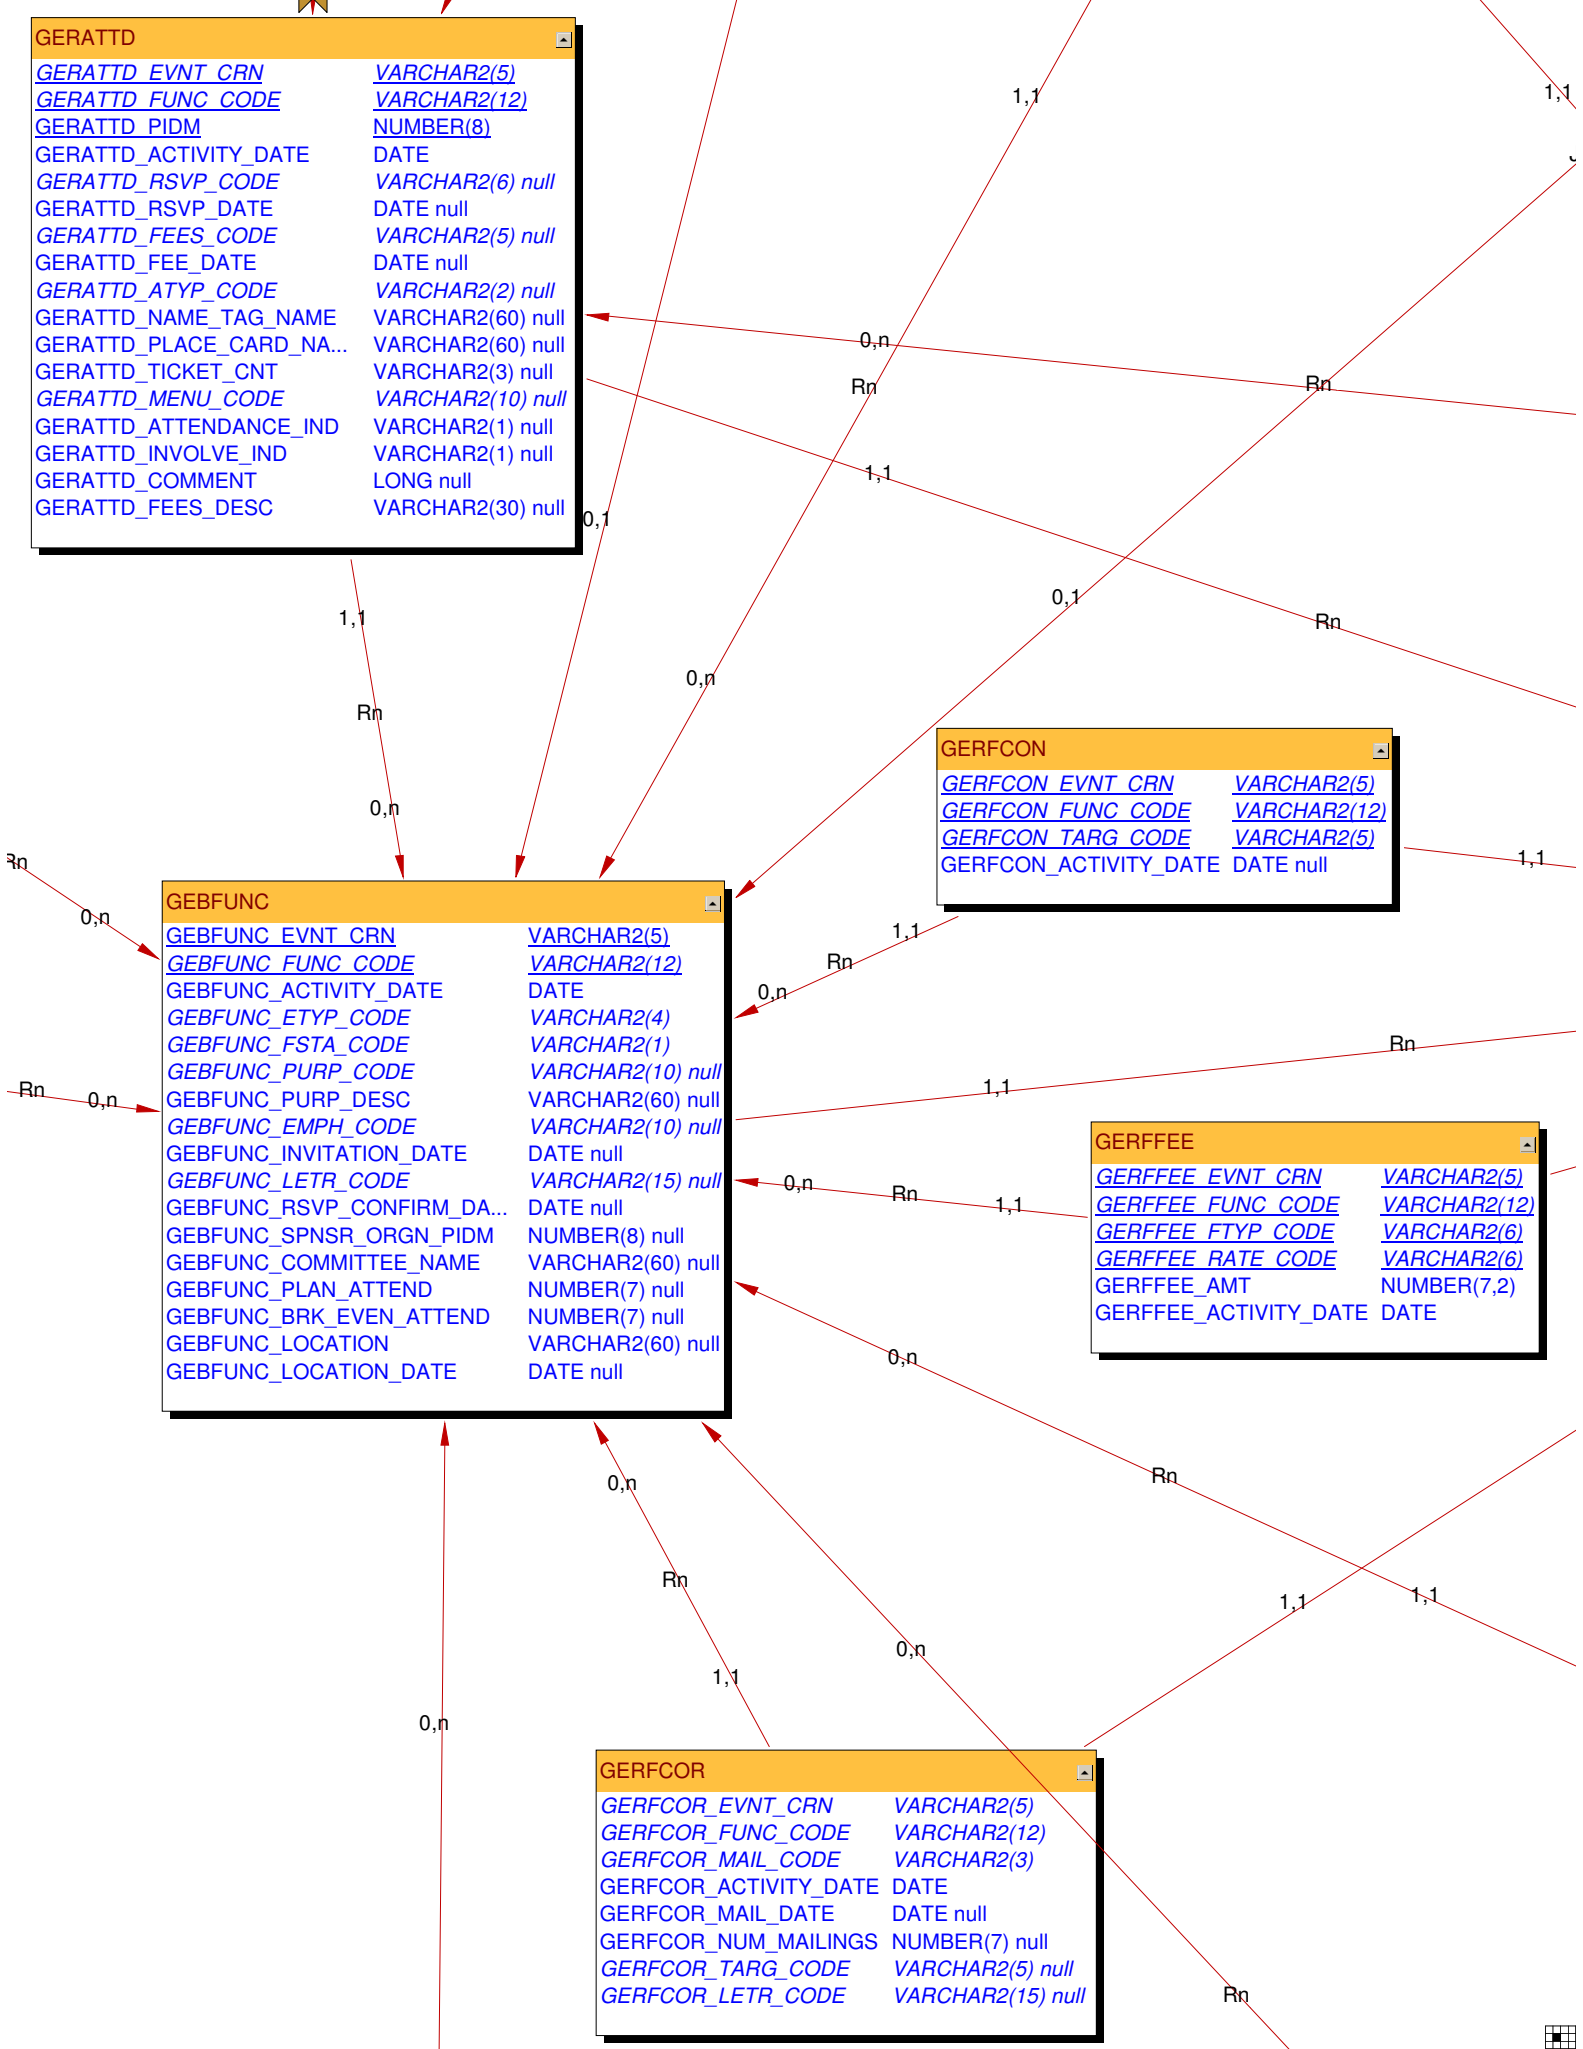 GERATTD
GERATTD_EVNT_CRN VARCHAR2(5)
GERATTD_FUNC_CODE VARCHAR2(12)
GERATTD_PIDM NUMBER(8)
GERATTD_ACTIVITY_DATE DATE
GERATTD_RSVP_CODE VARCHAR2(6) null
GERATTD_RSVP_DATE DATE null
GERATTD_FEES_CODE VARCHAR2(5) null
GERATTD_FEE_DATE DATE null
GERATTD_ATYP_CODE VARCHAR2(2) null
GERATTD_NAME_TAG_NAME VARCHAR2(60) null
GERATTD_PLACE_CARD_NA... VARCHAR2(60) null
GERATTD_TICKET_CNT VARCHAR2(3) null
GERATTD_MENU_CODE VARCHAR2(10) null
GERATTD_ATTENDANCE_IND VARCHAR2(1) null
GERATTD_INVOLVE_IND VARCHAR2(1) null
GERATTD_COMMENT LONG null
GERATTD_FEES_DESC VARCHAR2(30) null
1,1
1,1
0,n
Rn
Rn
1,1
0,1
0,1
1,1
Rn
0,n
Rn
0,n
GERFCON
GERFCON_EVNT_CRN VARCHAR2(5)
GERFCON_FUNC_CODE VARCHAR2(12)
GERFCON_TARG_CODE VARCHAR2(5)
GERFCON_ACTIVITY_DATE DATE null
1,1
Rn
0,n
1,1
Rn
0,n
GEBFUNC
GEBFUNC_EVNT_CRN VARCHAR2(5)
GEBFUNC_FUNC_CODE VARCHAR2(12)
GEBFUNC_ACTIVITY_DATE DATE
GEBFUNC_ETYP_CODE VARCHAR2(4)
GEBFUNC_FSTA_CODE VARCHAR2(1)
GEBFUNC_PURP_CODE VARCHAR2(10) null
GEBFUNC_PURP_DESC VARCHAR2(60) null
GEBFUNC_EMPH_CODE VARCHAR2(10) null
GEBFUNC_INVITATION_DATE DATE null
GEBFUNC_LETR_CODE VARCHAR2(15) null
GEBFUNC_RSVP_CONFIRM_DA... DATE null
GEBFUNC_SPNSR_ORGN_PIDM NUMBER(8) null
GEBFUNC_COMMITTEE_NAME VARCHAR2(60) null
GEBFUNC_PLAN_ATTEND NUMBER(7) null
GEBFUNC_BRK_EVEN_ATTEND NUMBER(7) null
GEBFUNC_LOCATION VARCHAR2(60) null
GEBFUNC_LOCATION_DATE DATE null
Rn
0,n
Rn
1,1
GERFFEE
GERFFEE_EVNT_CRN VARCHAR2(5)
GERFFEE_FUNC_CODE VARCHAR2(12)
GERFFEE_FTYP_CODE VARCHAR2(6)
GERFFEE_RATE_CODE VARCHAR2(6)
GERFFEE_AMT NUMBER(7,2)
GERFFEE_ACTIVITY_DATE DATE
0,n
Rn
1,1
0,n
Rn
1,1
1,1
0,n
Rn
1,1
0,n
0,n
GERFCOR
GERFCOR_EVNT_CRN VARCHAR2(5)
GERFCOR_FUNC_CODE VARCHAR2(12)
GERFCOR_MAIL_CODE VARCHAR2(3)
GERFCOR_ACTIVITY_DATE DATE
GERFCOR_MAIL_DATE DATE null
GERFCOR_NUM_MAILINGS NUMBER(7) null
GERFCOR_TARG_CODE VARCHAR2(5) null
GERFCOR_LETR_CODE VARCHAR2(15) null
Rn